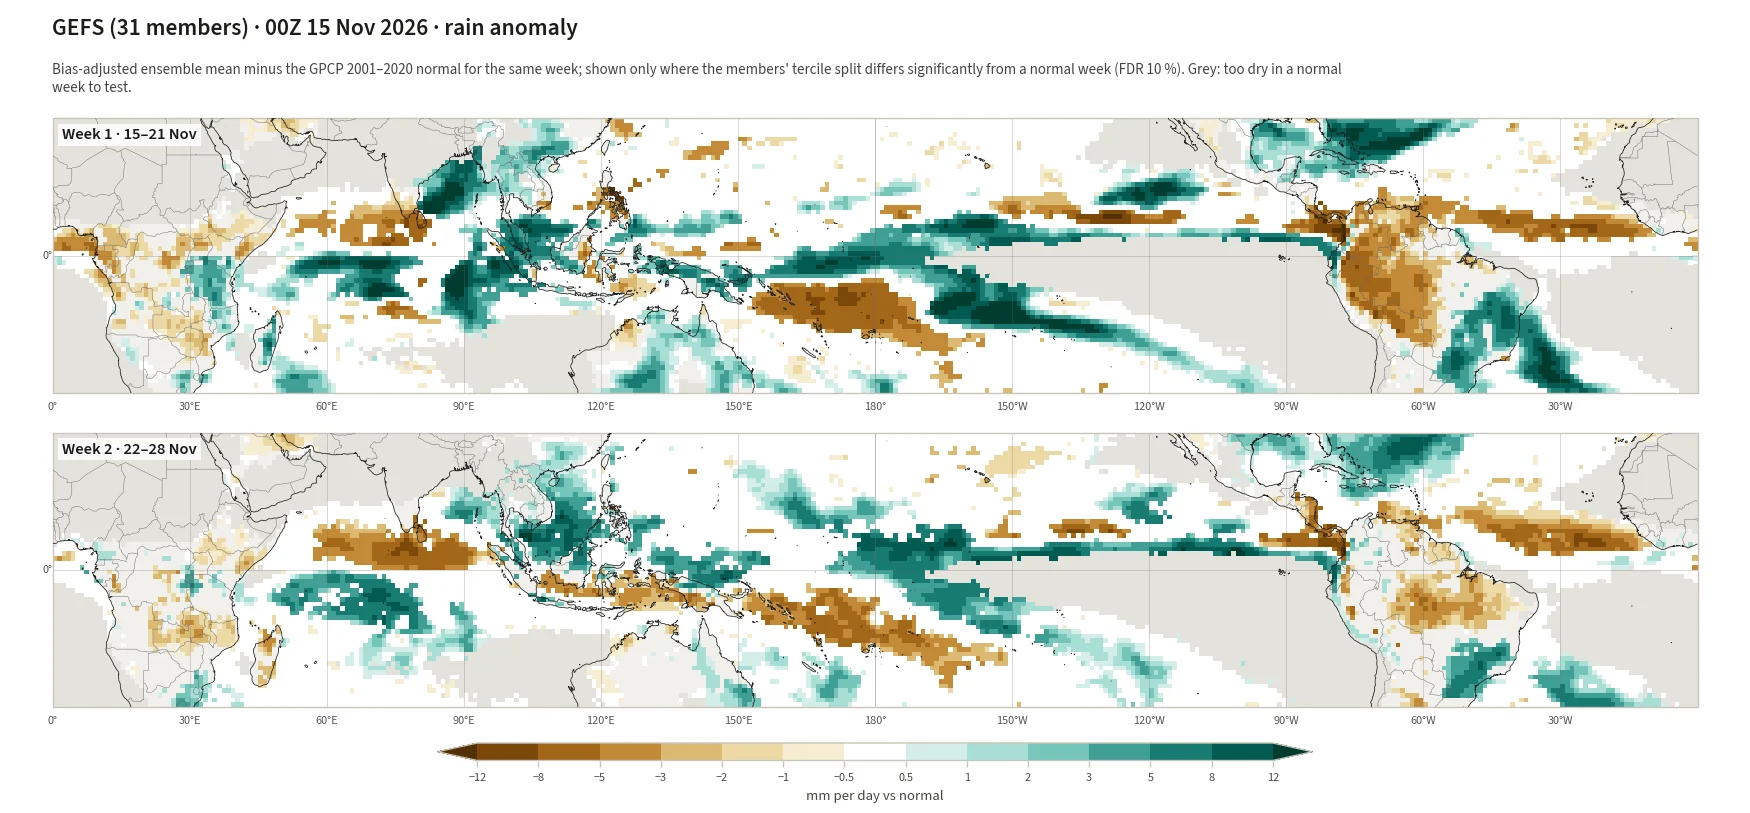 GEFS (31 members) · 00Z 15 Nov 2026 · rain anomaly
Bias-adjusted ensemble mean minus the GPCP 2001–2020 normal for the same week; shown only where the members' tercile split differs significantly from a normal week (FDR 10 %). Grey: too dry in a normal
week to test.
Week 1 · 15–21 Nov
0°
0° 30°E 60°E 90°E 120°E 150°E 180° 150°W 120°W 90°W 60°W 30°W
Week 2 · 22–28 Nov
0°
0° 30°E 60°E 90°E 120°E 150°E 180° 150°W 120°W 90°W 60°W 30°W
−12 −8 −5 −3 −2 −1 −0.5 0.5 1 2 3 5 8 12
mm per day vs normal